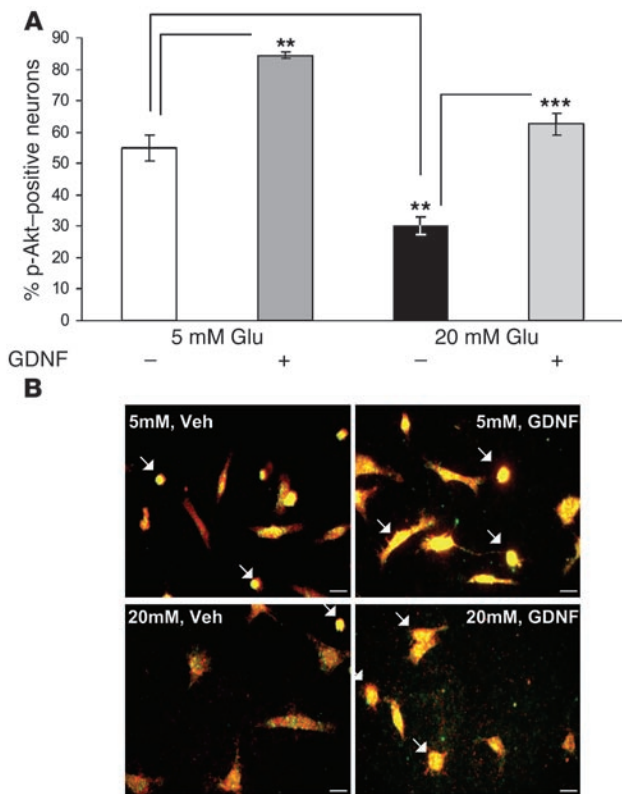 A
% p-Akt–positive neurons
90
80
70
60
50
40
30
20
10
0
**
**
***
5 mM Glu 20 mM Glu
GDNF – + – +
B
5mM, Veh
5mM, GDNF
20mM, Veh
20mM, GDNF